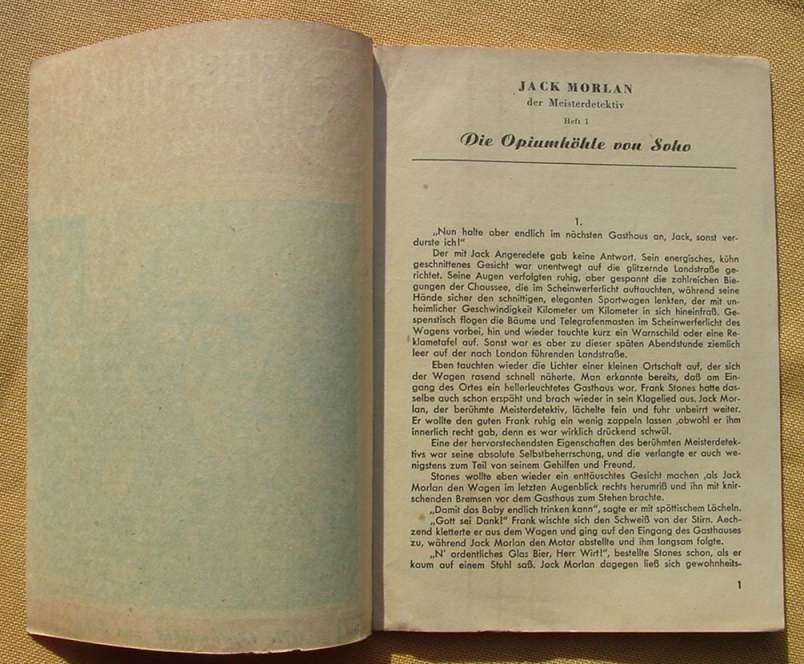 JACK MORLAN
der Meisterdetektiv
Heft 1
Die Opiumhöhle von Soho
1.
„Nun halte aber endlich im nächsten Gasthaus an, Jack, sonst ver-
durste ich!“
Der mit Jack Angeredete gab keine Antwort. Sein energisches, kühn
geschnittenes Gesicht war unentwegt auf die glitzernde Landstraße ge-
richtet. Seine Augen verfolgten ruhig, aber gespannt die zahlreichen Bie-
gungen der Chaussee, die im Scheinwerferlicht auftauchten, während seine
Hände sicher den schnittigen, eleganten Sportwagen lenkten, der mit un-
heimlicher Geschwindigkeit Kilometer um Kilometer in sich hineinfraß. Ge-
spenstisch flogen die Bäume und Telegrafenmasten im Scheinwerferlicht des
Wagens vorbei, hin und wieder tauchte kurz ein Warnschild oder eine Re-
klametafel auf. Sonst war es aber zu dieser späten Abendstunde ziemlich
leer auf der nach London führenden Landstraße.
Eben tauchten wieder die Lichter einer kleinen Ortschaft auf, der sich
der Wagen rasend schnell näherte. Man erkannte bereits, daß am Ein-
gang des Ortes ein hellerleuchtetes Gasthaus war. Frank Stones hatte das-
selbe auch schon erspäht und brach wieder in sein Klagelied aus. Jack Mor-
lan, der berühmte Meisterdetektiv, lächelte fein und fuhr unbeirrt weiter.
Er wollte den guten Frank ruhig ein wenig zappeln lassen ,obwohl er ihm
innerlich recht gab, denn es war wirklich drückend schwül.
Eine der hervorstechendsten Eigenschaften des berühmten Meisterdetek-
tivs war seine absolute Selbstbeherrschung, und die verlangte er auch we-
nigstens zum Teil von seinem Gehilfen und Freund.
Stones wollte eben wieder ein enttäuschtes Gesicht machen ,als Jack
Morlan den Wagen im letzten Augenblick rechts herumriß und ihn mit knir-
schenden Bremsen vor dem Gasthaus zum Stehen brachte.
„Damit das Baby endlich trinken kann“, sagte er mit spöttischem Lächeln.
„Gott sei Dank!“ Frank wischte sich den Schweiß von der Stirn. Aech-
zend kletterte er aus dem Wagen und ging auf den Eingang des Gasthauses
zu, während Jack Morlan den Motor abstellte und ihm langsam folgte.
„N' ordentliches Glas Bier, Herr Wirt!“, bestellte Stones schon, als er
kaum auf einem Stuhl saß. Jack Morlan dagegen ließ sich gewohnheits-
1